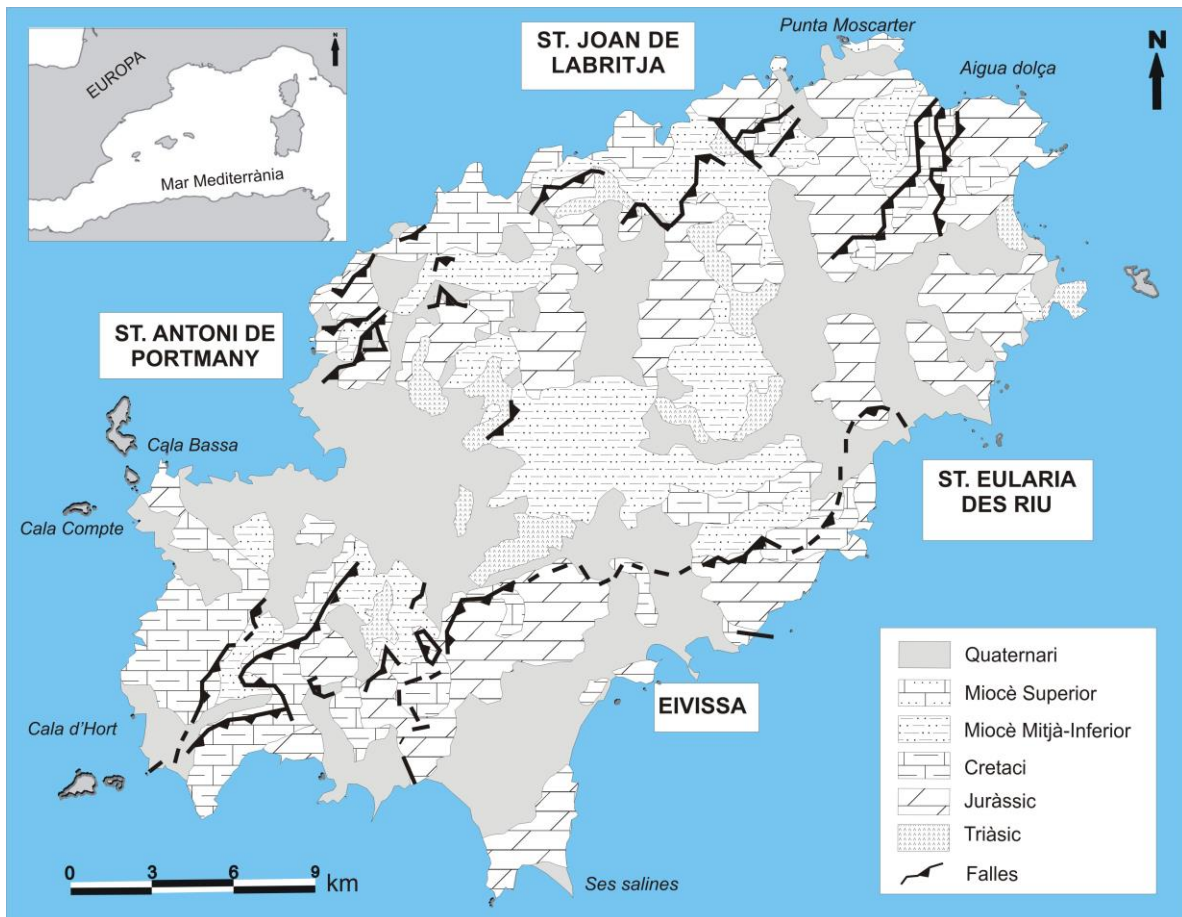 EUROPA
N
Mar Mediterrània
ST. JOAN DE
LABRITJA
Punta Moscarter
Aigua dolça
N
ST. ANTONI DE
PORTMANY
Cala Bassa
Cala Compte
ST. EULARIA
DES RIU
EIVISSA
Cala d'Hort
Ses salines
0 3 6 9
km
Quaternari
Miocè Superior
Miocè Mitjà-Inferior
Cretaci
Juràssic
Triàsic
Falles